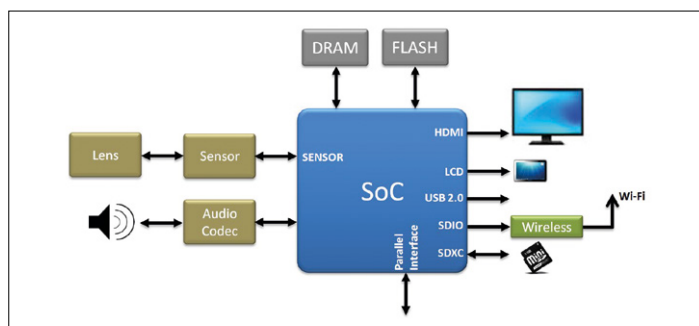 DRAM
FLASH
HDMI
Lens
Sensor
SENSOR
LCD
SoC
USB 2.0
Wi-Fi
Audio
Codec
SDIO
Wireless
Parallel
Interface
SDXC
mini